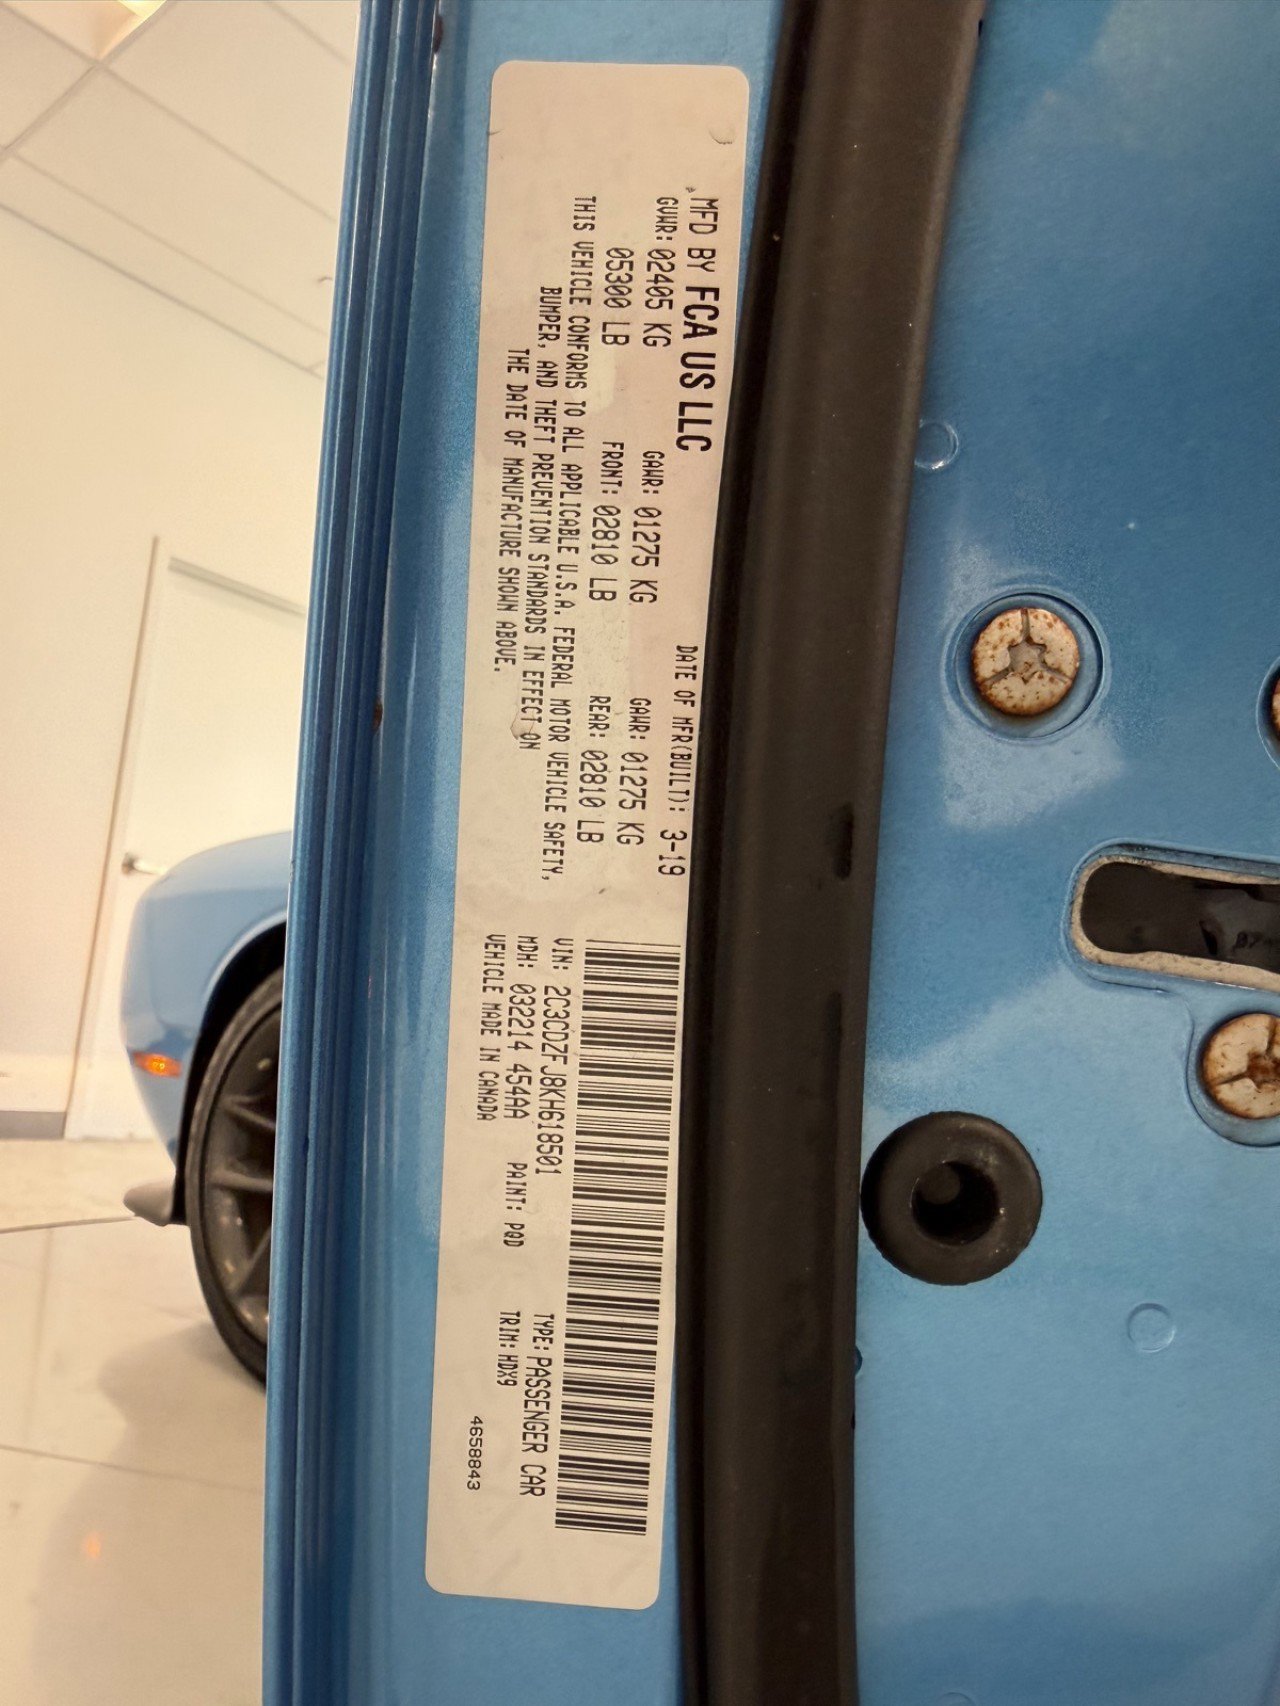 MFD BY FCA US LLC
DATE OF MFR(BUILT): 3-19
GVWR: 02405 KG GAWR: 01275 KG GAWR: 01275 KG
05300 LB FRONT: 02810 LB REAR: 02810 LB
THIS VEHICLE CONFORMS TO ALL APPLICABLE U.S.A. FEDERAL MOTOR VEHICLE SAFETY,
BUMPER, AND THEFT PREVENTION STANDARDS IN EFFECT ON
THE DATE OF MANUFACTURE SHOWN ABOVE.
VIN: 2C3CDZFJ8KH618501 TYPE: PASSENGER CAR
MDH: 032214 454AA PAINT: PQD TRIM: HDX9
VEHICLE MADE IN CANADA
4658843